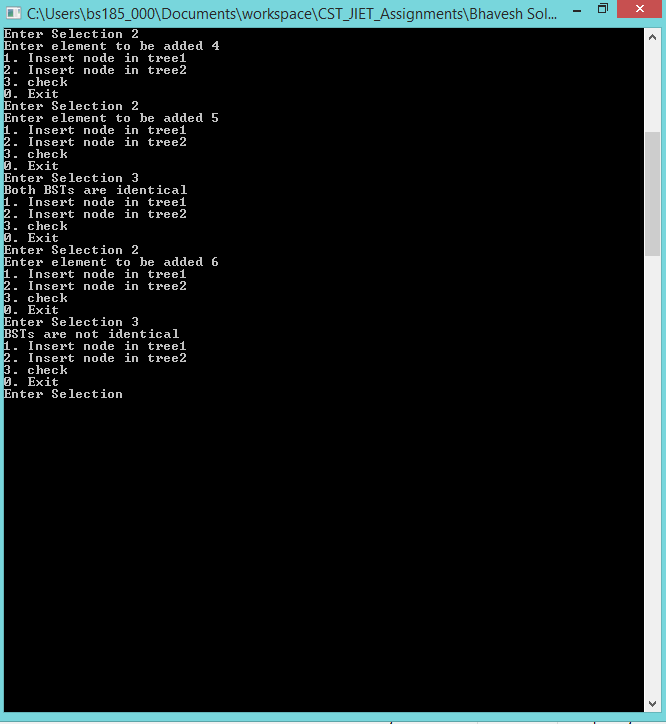 C:\Users\bs185_000\Documents\workspace\CST_JIET_Assignments\Bhavesh Sol...
Enter Selection 2
Enter element to be added 4
1. Insert node in tree1
2. Insert node in tree2
3. check
0. Exit
Enter Selection 2
Enter element to be added 5
1. Insert node in tree1
2. Insert node in tree2
3. check
0. Exit
Enter Selection 3
Both BSTs are identical
1. Insert node in tree1
2. Insert node in tree2
3. check
0. Exit
Enter Selection 2
Enter element to be added 6
1. Insert node in tree1
2. Insert node in tree2
3. check
0. Exit
Enter Selection 3
BSTs are not identical
1. Insert node in tree1
2. Insert node in tree2
3. check
0. Exit
Enter Selection